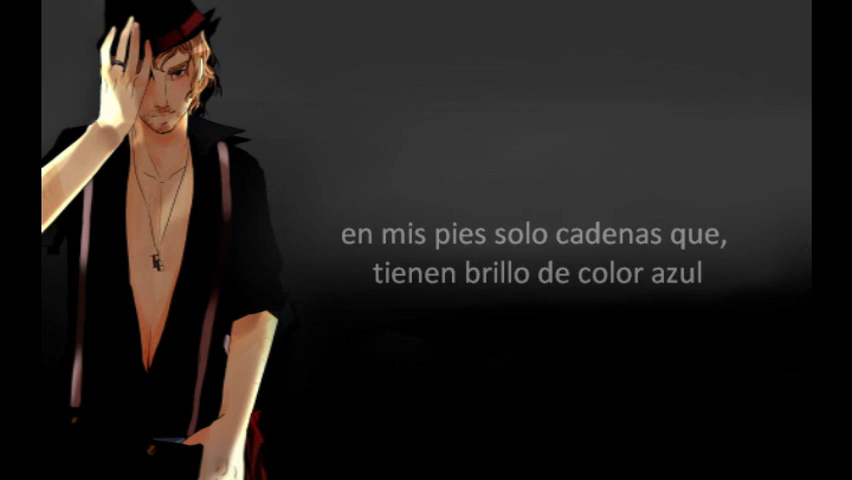 en mis pies solo cadenas que,
tienen brillo de color azul